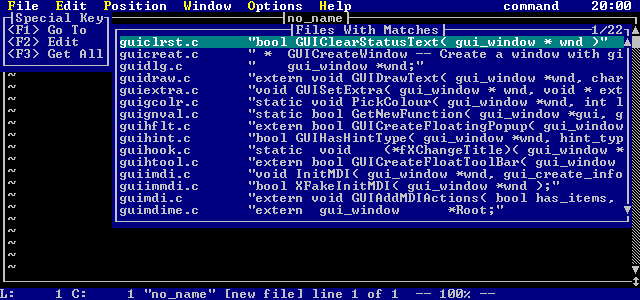 File Edit Position Window Options Help command 20:00
Special Key no_name
Files With Matches 1/22
<F1> Go To
<F2> Edit
<F3> Get All
guiclrst.c "bool GUIClearStatusText( gui_window * wnd )"
guicreat.c " * GUICreateWindow -- Create a window with gi
guidlg.c " gui_window *wnd;"
guidraw.c "extern void GUIDrawText( gui_window *wnd, char
guiextra.c "void GUISetExtra( gui_window * wnd, void * ext
guigcolr.c "static void PickColour( gui_window *wnd, int l
guignval.c "static bool GetNewFunction( gui_window *gui, g
guihflt.c "extern bool GUICreateFloatingPopup( gui_window
guihint.c "bool GUIHasHintType( gui_window *wnd, hint_typ
guihook.c "static void (*fXChangeTitle)( gui_window *
guihtool.c "extern bool GUICreateFloatToolBar( gui_window
guiimdi.c "void InitMDI( gui_window *wnd, gui_create_info
guiimmdi.c "bool XFakeInitMDI( gui_window *wnd );"
guimdi.c "extern void GUIAddMDIActions( bool has_items,
guimdime.c "extern gui_window *Root;"
~
~
~
~
~
~
~
~
~
~
~
~
~
L: 1 C: 1 "no_name" [new file] line 1 of 1 -- 100% --